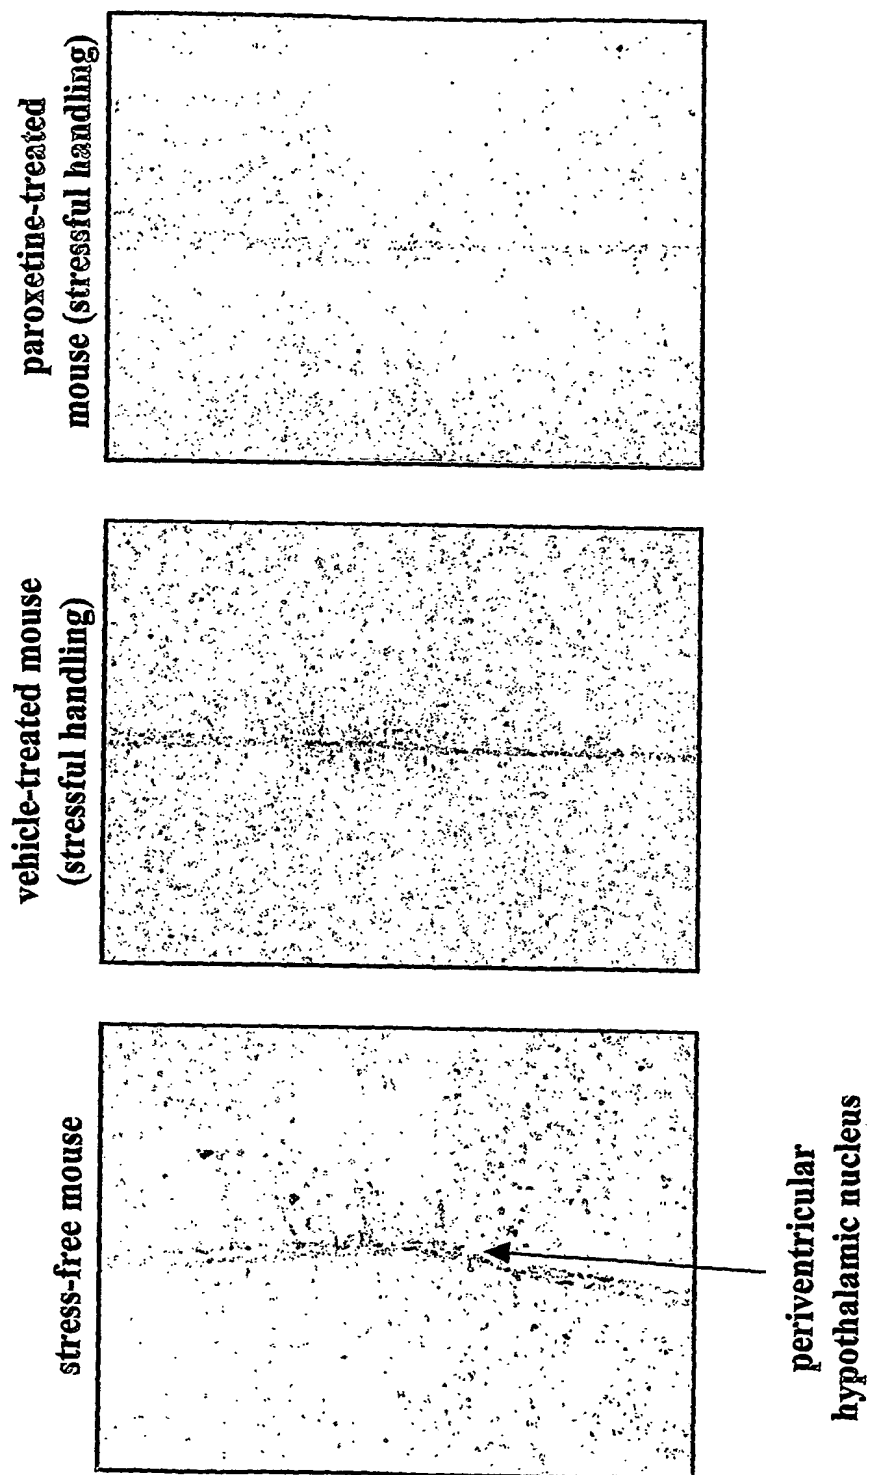 stress-free mouse
vehicle-treated mouse
(stressful handling)
paroxetine-treated
mouse (stressful handling)
periventricular
hypothalamic nucleus